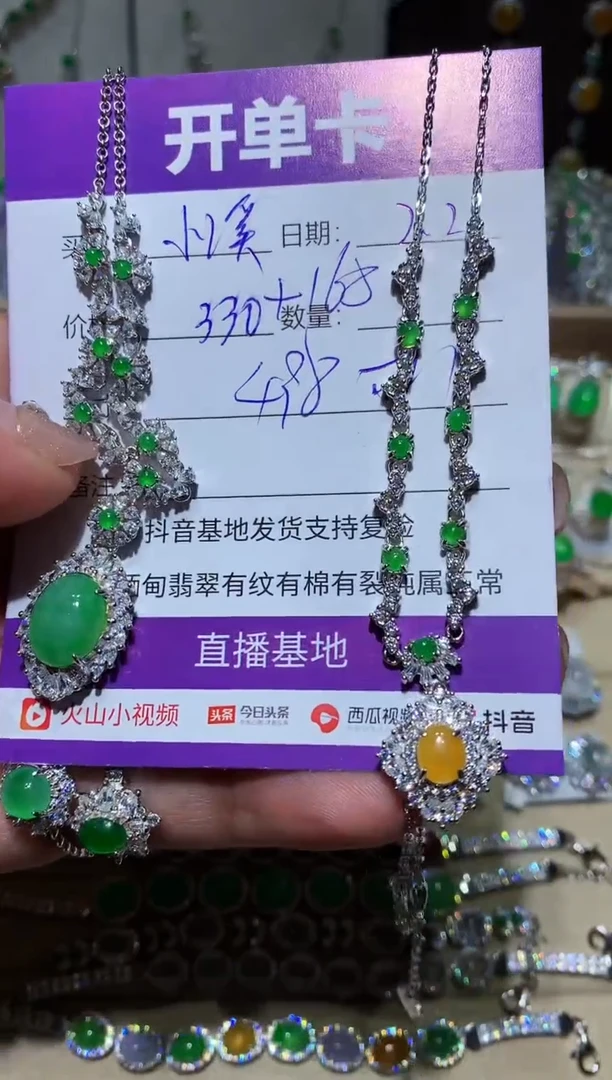 开单卡
小溪 日期: 2.2
价 330+168 数量:
498
备注
抖音基地发货支持复验
缅甸翡翠有纹有棉有裂纯属正常
直播基地
火山小视频 头条 今日头条 西瓜视频 抖音